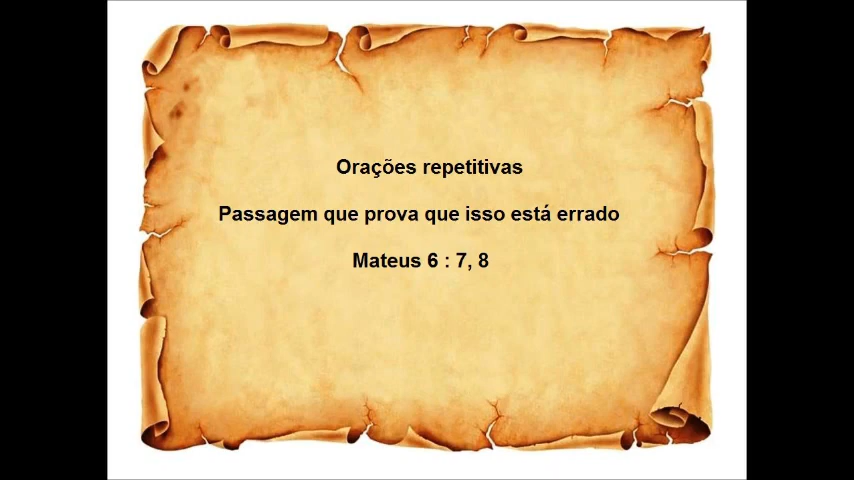 Orações repetitivas
Passagem que prova que isso está errado
Mateus 6 : 7, 8